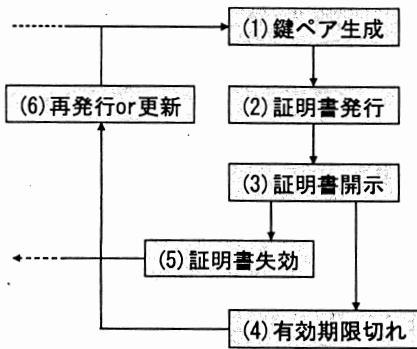 (1)鍵ペア生成
(6)再発行or更新
(2)証明書発行
(3)証明書開示
(5)証明書失効
(4)有効期限切れ